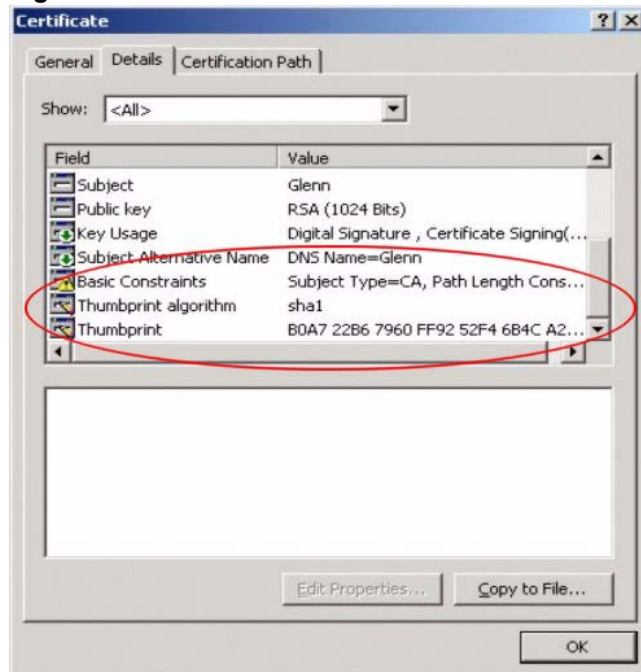 Certificate
General Details Certification Path
Show: <All>
Field Value
Subject Glenn
Public key RSA (1024 Bits)
Key Usage Digital Signature , Certificate Signing(...
Subject Alternative Name DNS Name=Glenn
Basic Constraints Subject Type=CA, Path Length Cons...
Thumbprint algorithm sha1
Thumbprint B0A7 22B6 7960 FF92 52F4 6B4C A2...
Edit Properties... Copy to File...
OK